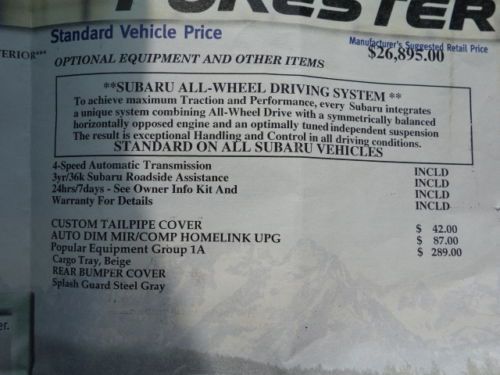 FORESTER
Standard Vehicle Price
Manufacturer's Suggested Retail Price
$26,895.00
TERIOR***
OPTIONAL EQUIPMENT AND OTHER ITEMS
**SUBARU ALL-WHEEL DRIVING SYSTEM **
To achieve maximum Traction and Performance, every Subaru integrates
a unique system combining All-Wheel Drive with a symmetrically balanced
horizontally opposed engine and an optimally tuned independent suspension
The result is exceptional Handling and Control in all driving conditions.
STANDARD ON ALL SUBARU VEHICLES
4-Speed Automatic Transmission INCLD
3yr/36k Subaru Roadside Assistance INCLD
24hrs/7days - See Owner Info Kit And INCLD
Warranty For Details INCLD
CUSTOM TAILPIPE COVER $ 42.00
AUTO DIM MIR/COMP HOMELINK UPG $ 87.00
Popular Equipment Group 1A $ 289.00
Cargo Tray, Beige
REAR BUMPER COVER
Splash Guard Steel Gray
er.